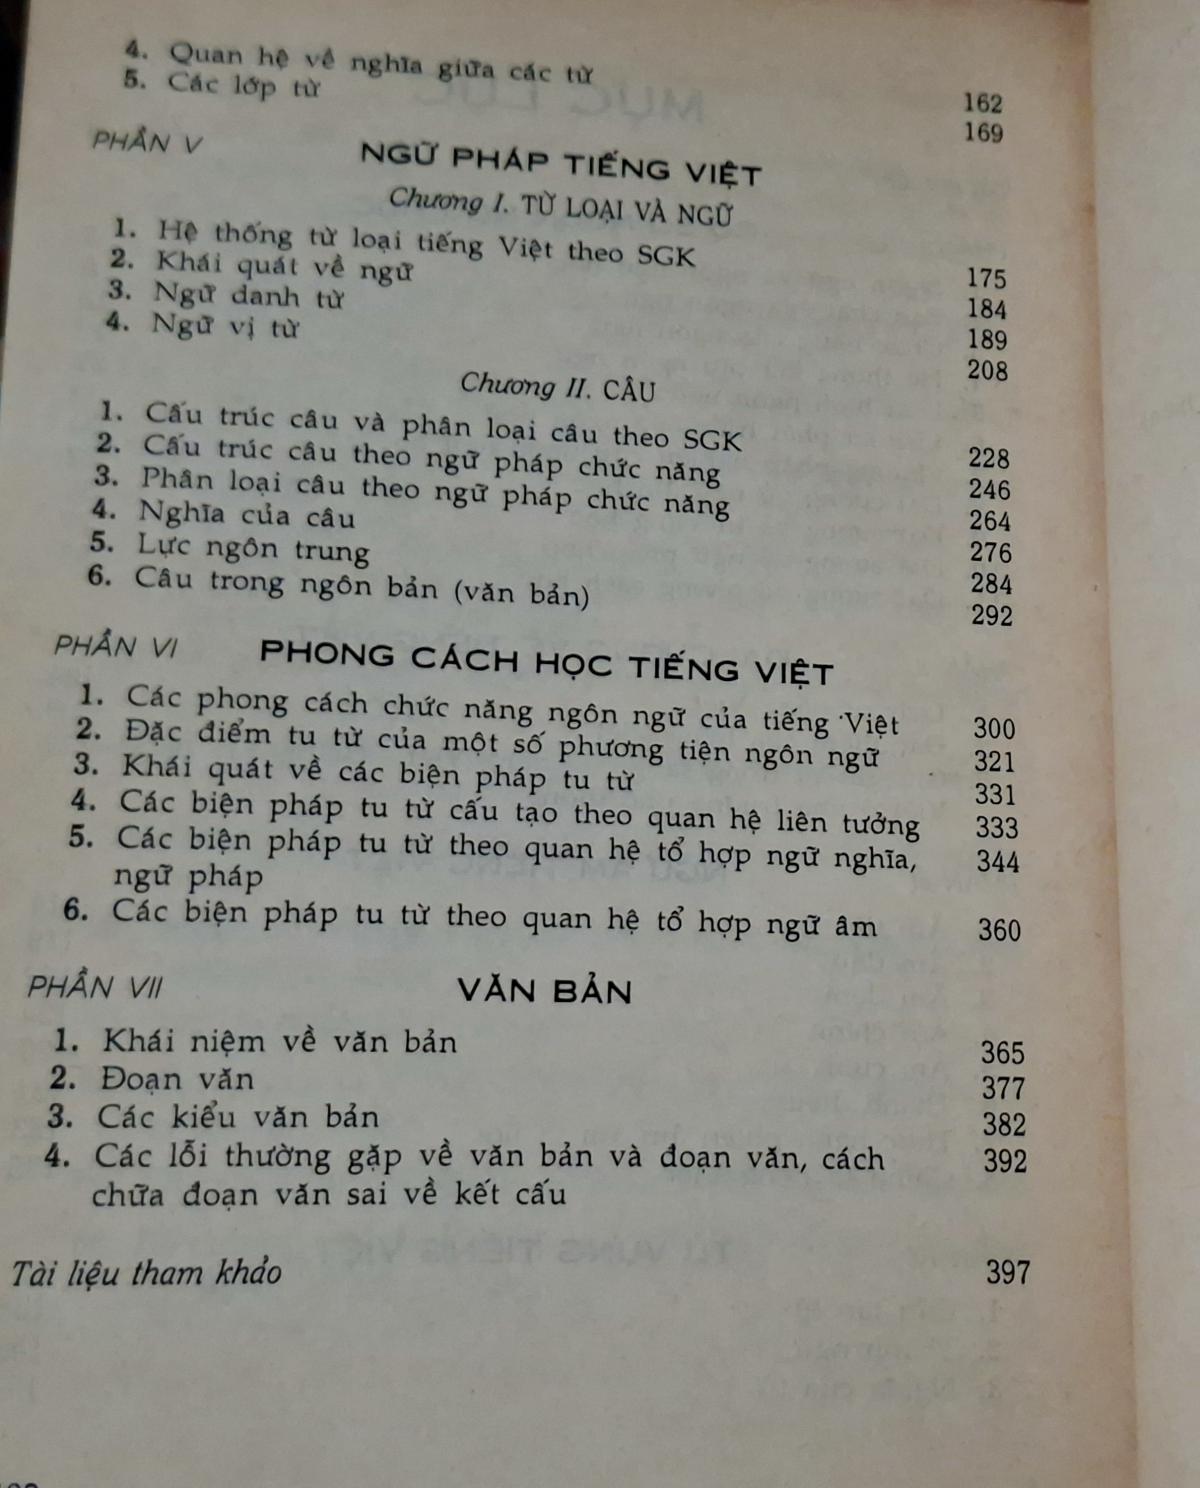 4. Quan hệ về nghĩa giữa các từ 162
5. Các lớp từ 169
PHẦN V NGỮ PHÁP TIẾNG VIỆT
Chương I. TỪ LOẠI VÀ NGỮ
1. Hệ thống từ loại tiếng Việt theo SGK 175
2. Khái quát về ngữ 184
3. Ngữ danh từ 189
4. Ngữ vị từ 208
Chương II. CÂU
1. Cấu trúc câu và phân loại câu theo SGK 228
2. Cấu trúc câu theo ngữ pháp chức năng 246
3. Phân loại câu theo ngữ pháp chức năng 264
4. Nghĩa của câu 276
5. Lực ngôn trung 284
6. Câu trong ngôn bản (văn bản) 292
PHẦN VI PHONG CÁCH HỌC TIẾNG VIỆT
1. Các phong cách chức năng ngôn ngữ của tiếng Việt 300
2. Đặc điểm tu từ của một số phương tiện ngôn ngữ 321
3. Khái quát về các biện pháp tu từ 331
4. Các biện pháp tu từ cấu tạo theo quan hệ liên tưởng 333
5. Các biện pháp tu từ theo quan hệ tổ hợp ngữ nghĩa, 344
ngữ pháp
6. Các biện pháp tu từ theo quan hệ tổ hợp ngữ âm 360
PHẦN VII VĂN BẢN
1. Khái niệm về văn bản 365
2. Đoạn văn 377
3. Các kiểu văn bản 382
4. Các lỗi thường gặp về văn bản và đoạn văn, cách 392
chữa đoạn văn sai về kết cấu
Tài liệu tham khảo 397